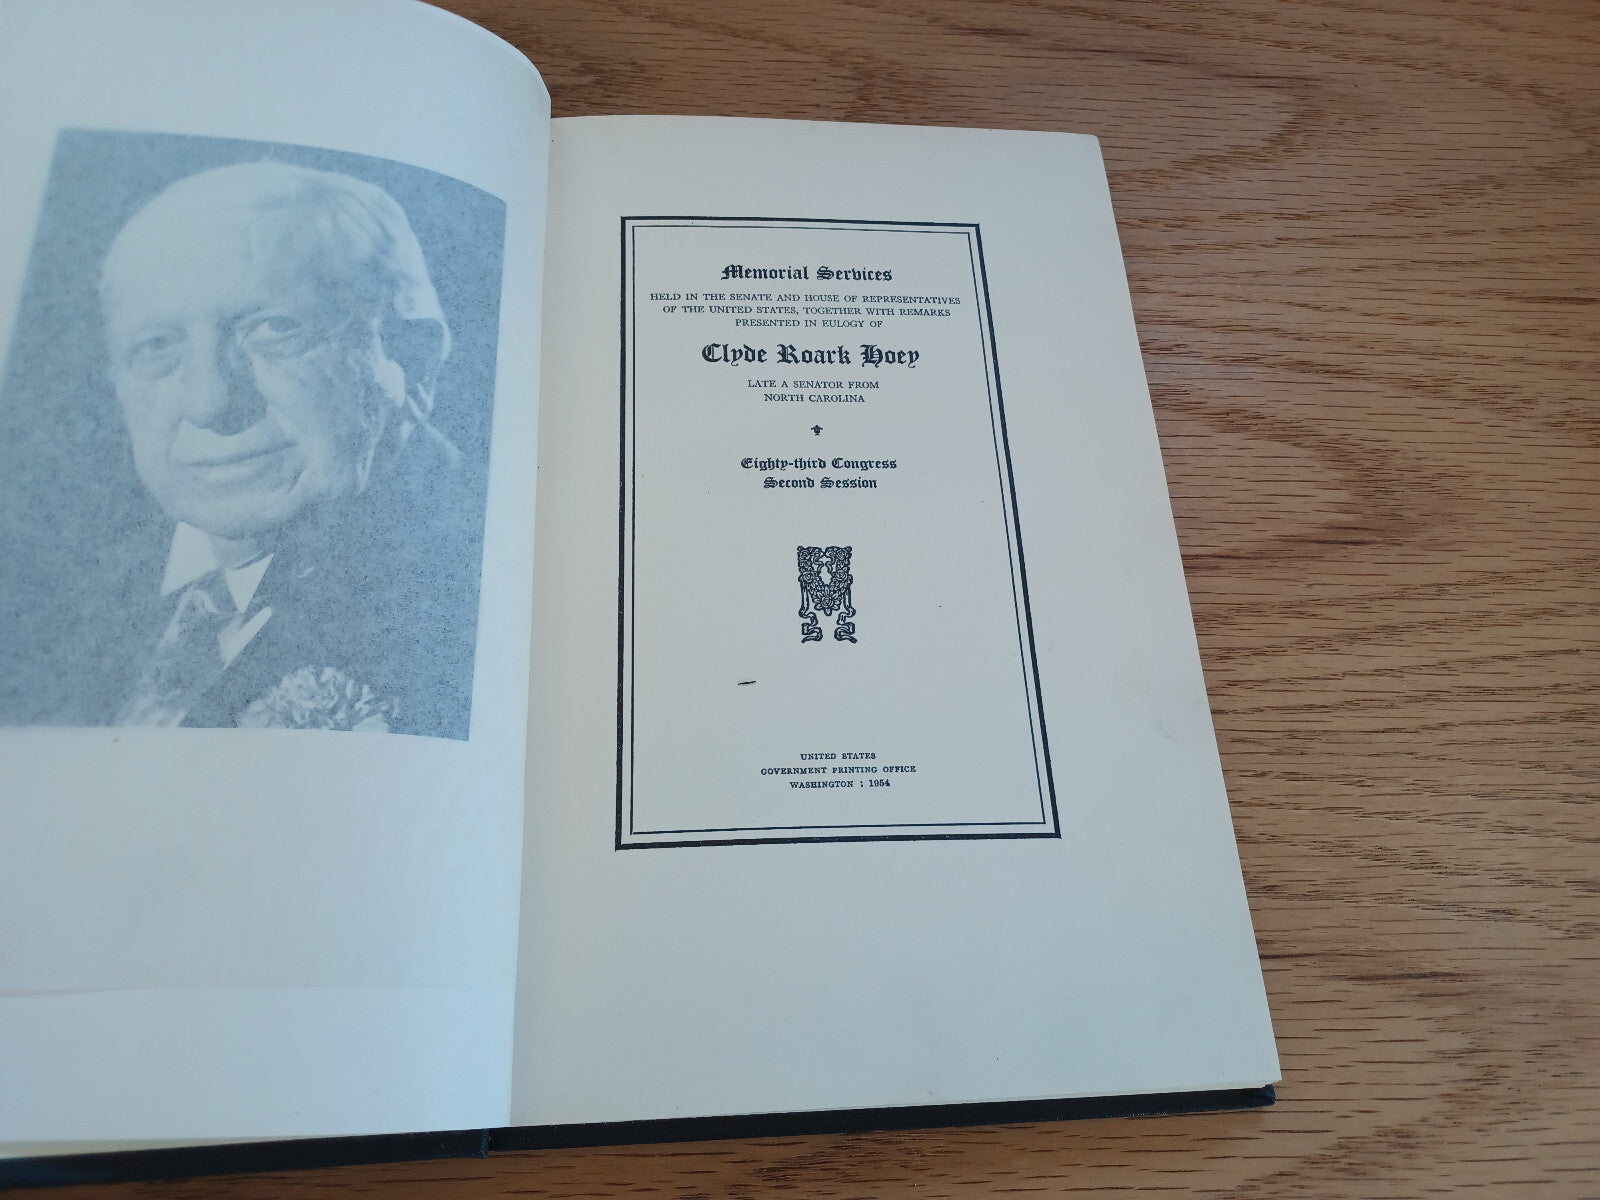 Memorial Services
HELD IN THE SENATE AND HOUSE OF REPRESENTATIVES
OF THE UNITED STATES, TOGETHER WITH REMARKS
PRESENTED IN EULOGY OF
Clyde Roark Hoey
LATE A SENATOR FROM
NORTH CAROLINA
Eighty-third Congress
Second Session
UNITED STATES
GOVERNMENT PRINTING OFFICE
WASHINGTON : 1954